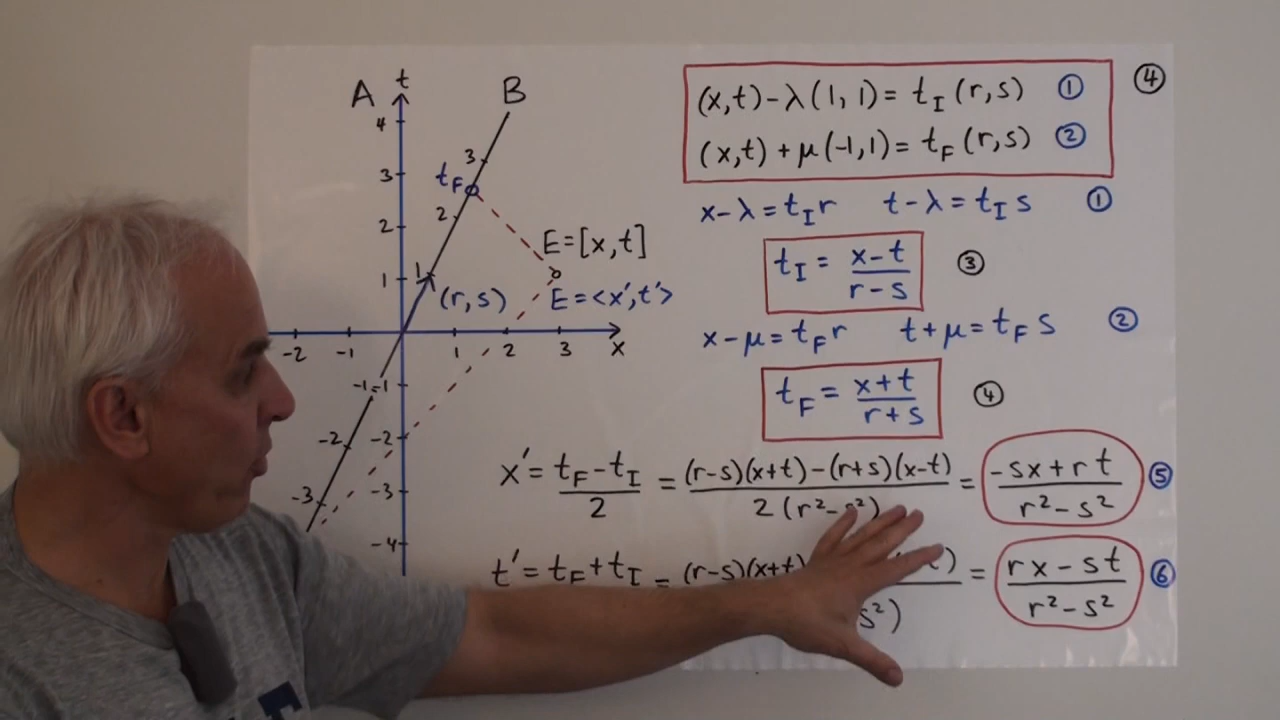 A
t
B
4
3
3
t_F
2
2
E=[x,t]
1
1
(r,s)
E=<x',t'>
-2
-1
1
2
3
x
-1
-1
-2
-2
-3
-3
-4
(x,t)-λ(1,1)=t_I(r,s) ①
④
(x,t)+μ(-1,1)=t_F(r,s) ②
x-λ=t_I r t-λ=t_I s ①
t_I = (x-t)/(r-s) ③
x-μ=t_F r t+μ=t_F s ②
t_F = (x+t)/(r+s) ④
x' = (t_F-t_I)/2 = ((r-s)(x+t)-(r+s)(x-t))/(2(r²-s²)) = (-sx+rt)/(r²-s²) ⑤
t' = t_F+t_I = (r-s)(x+t) s²) = (rx-st)/(r²-s²) ⑥